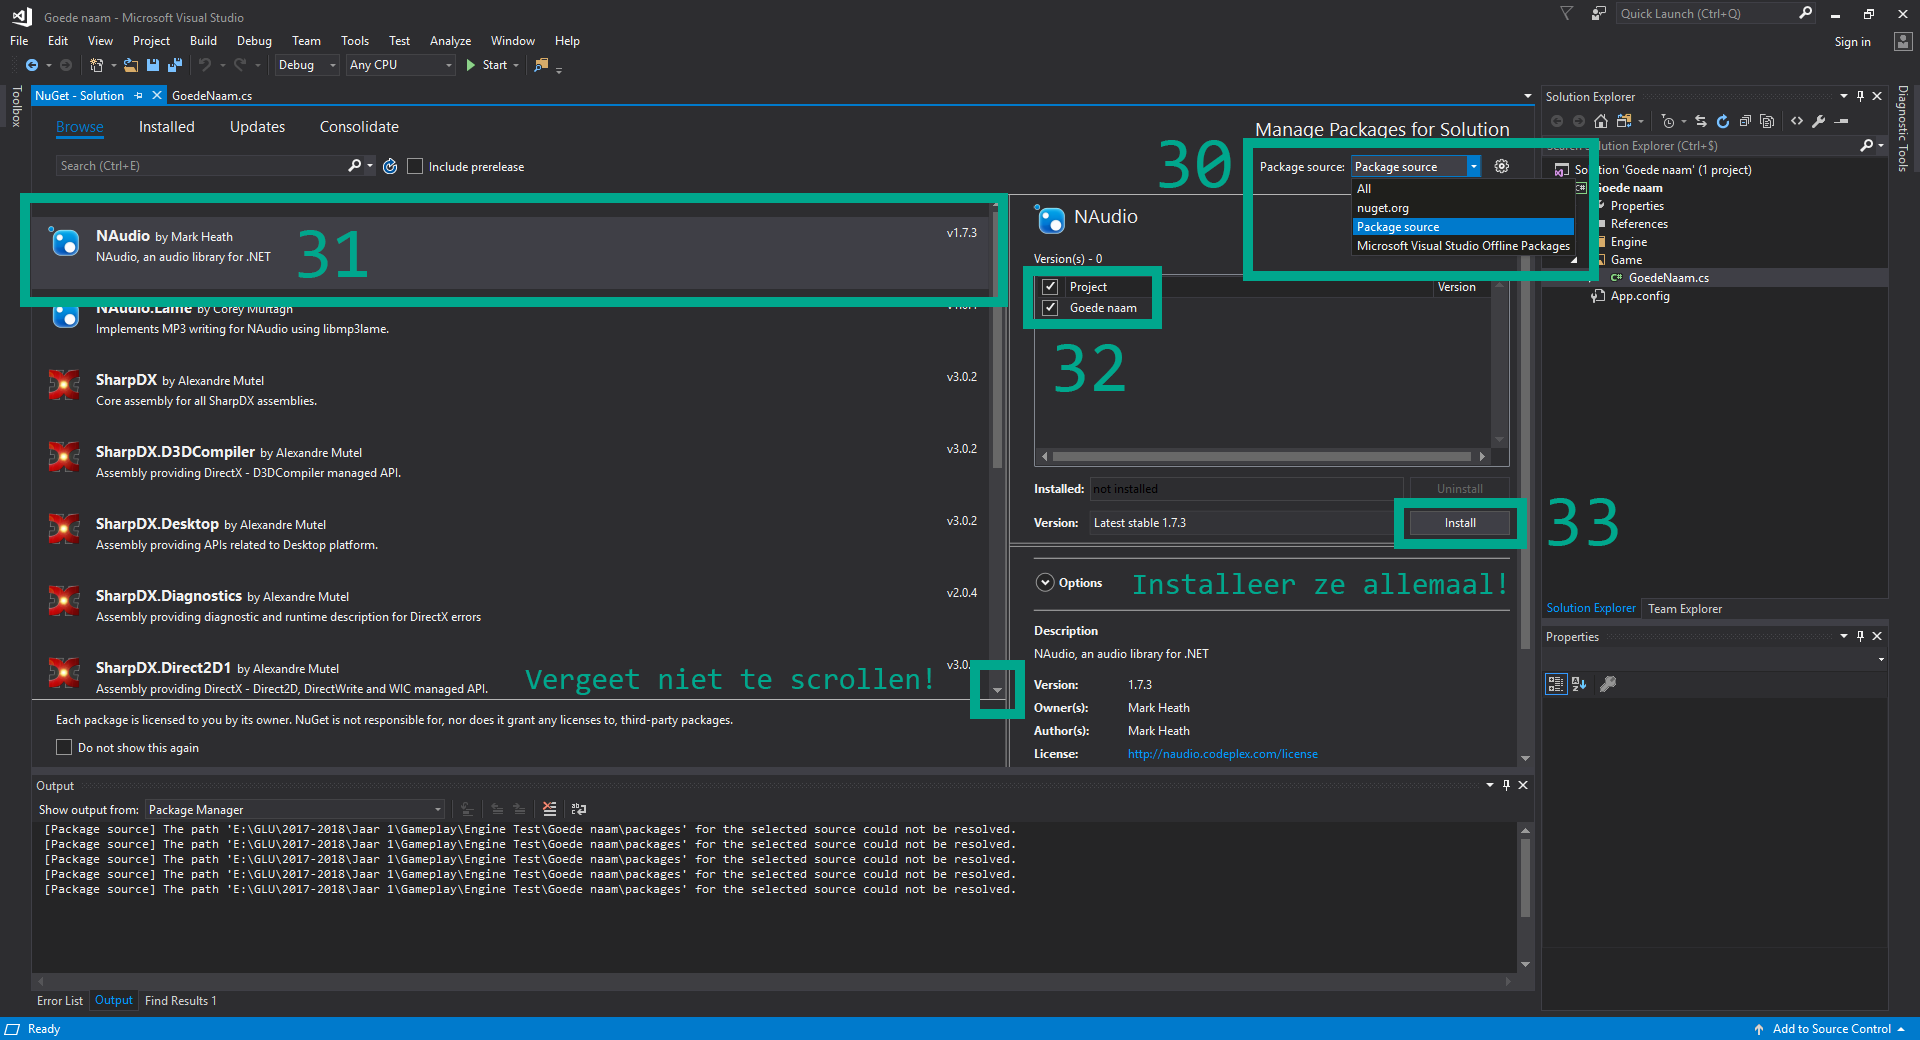 Goede naam - Microsoft Visual Studio
Quick Launch (Ctrl+Q)
File Edit View Project Build Debug Team Tools Test Analyze Window Help
Sign in
Debug Any CPU Start
Toolbox
NuGet - Solution GoedeNaam.cs
Browse Installed Updates Consolidate
Manage Packages for Solution
Search (Ctrl+E) Include prerelease
30
Package source: Package source
All
nuget.org
Package source
Microsoft Visual Studio Offline Packages
NAudio by Mark Heath v1.7.3
NAudio, an audio library for .NET
31
NAudio.Lame by Corey Murtagh
Implements MP3 writing for NAudio using libmp3lame.
SharpDX by Alexandre Mutel v3.0.2
Core assembly for all SharpDX assemblies.
SharpDX.D3DCompiler by Alexandre Mutel v3.0.2
Assembly providing DirectX - D3DCompiler managed API.
SharpDX.Desktop by Alexandre Mutel v3.0.2
Assembly providing APIs related to Desktop platform.
SharpDX.Diagnostics by Alexandre Mutel v2.0.4
Assembly providing diagnostic and runtime description for DirectX errors
SharpDX.Direct2D1 by Alexandre Mutel v3.0.
Assembly providing DirectX - Direct2D, DirectWrite and WIC managed API.
Vergeet niet te scrollen!
Each package is licensed to you by its owner. NuGet is not responsible for, nor does it grant any licenses to, third-party packages.
Do not show this again
NAudio
Version(s) - 0
Project Version
Goede naam
32
Installed: not installed Uninstall
Version: Latest stable 1.7.3 Install
33
Options
Installeer ze allemaal!
Description
NAudio, an audio library for .NET
Version: 1.7.3
Owner(s): Mark Heath
Author(s): Mark Heath
License: http://naudio.codeplex.com/license
Solution Explorer
Search Solution Explorer (Ctrl+$)
Solution 'Goede naam' (1 project)
C# Goede naam
Properties
References
Engine
Game
C# GoedeNaam.cs
App.config
Solution Explorer Team Explorer
Properties
Diagnostic Tools
Output
Show output from: Package Manager
[Package source] The path 'E:\GLU\2017-2018\Jaar 1\Gameplay\Engine Test\Goede naam\packages' for the selected source could not be resolved.
[Package source] The path 'E:\GLU\2017-2018\Jaar 1\Gameplay\Engine Test\Goede naam\packages' for the selected source could not be resolved.
[Package source] The path 'E:\GLU\2017-2018\Jaar 1\Gameplay\Engine Test\Goede naam\packages' for the selected source could not be resolved.
[Package source] The path 'E:\GLU\2017-2018\Jaar 1\Gameplay\Engine Test\Goede naam\packages' for the selected source could not be resolved.
[Package source] The path 'E:\GLU\2017-2018\Jaar 1\Gameplay\Engine Test\Goede naam\packages' for the selected source could not be resolved.
Error List Output Find Results 1
Ready
Add to Source Control